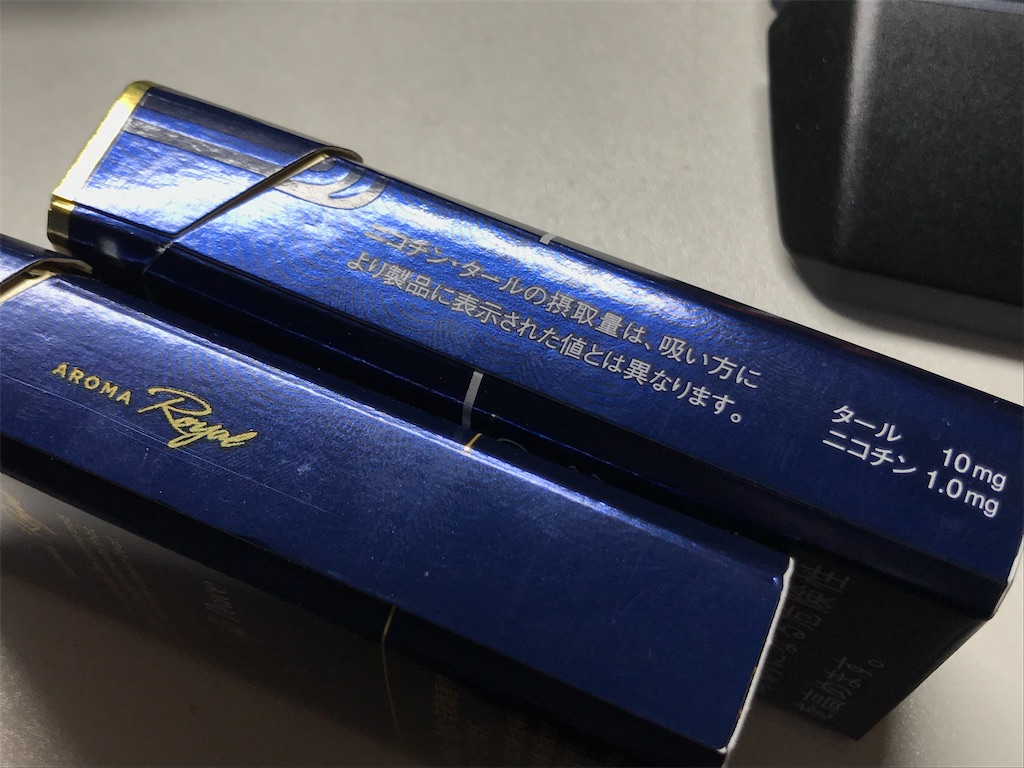 ニコチン・タールの摂取量は、吸い方に
より製品に表示された値とは異なります。
タール 10mg
ニコチン 1.0mg
AROMA Royal